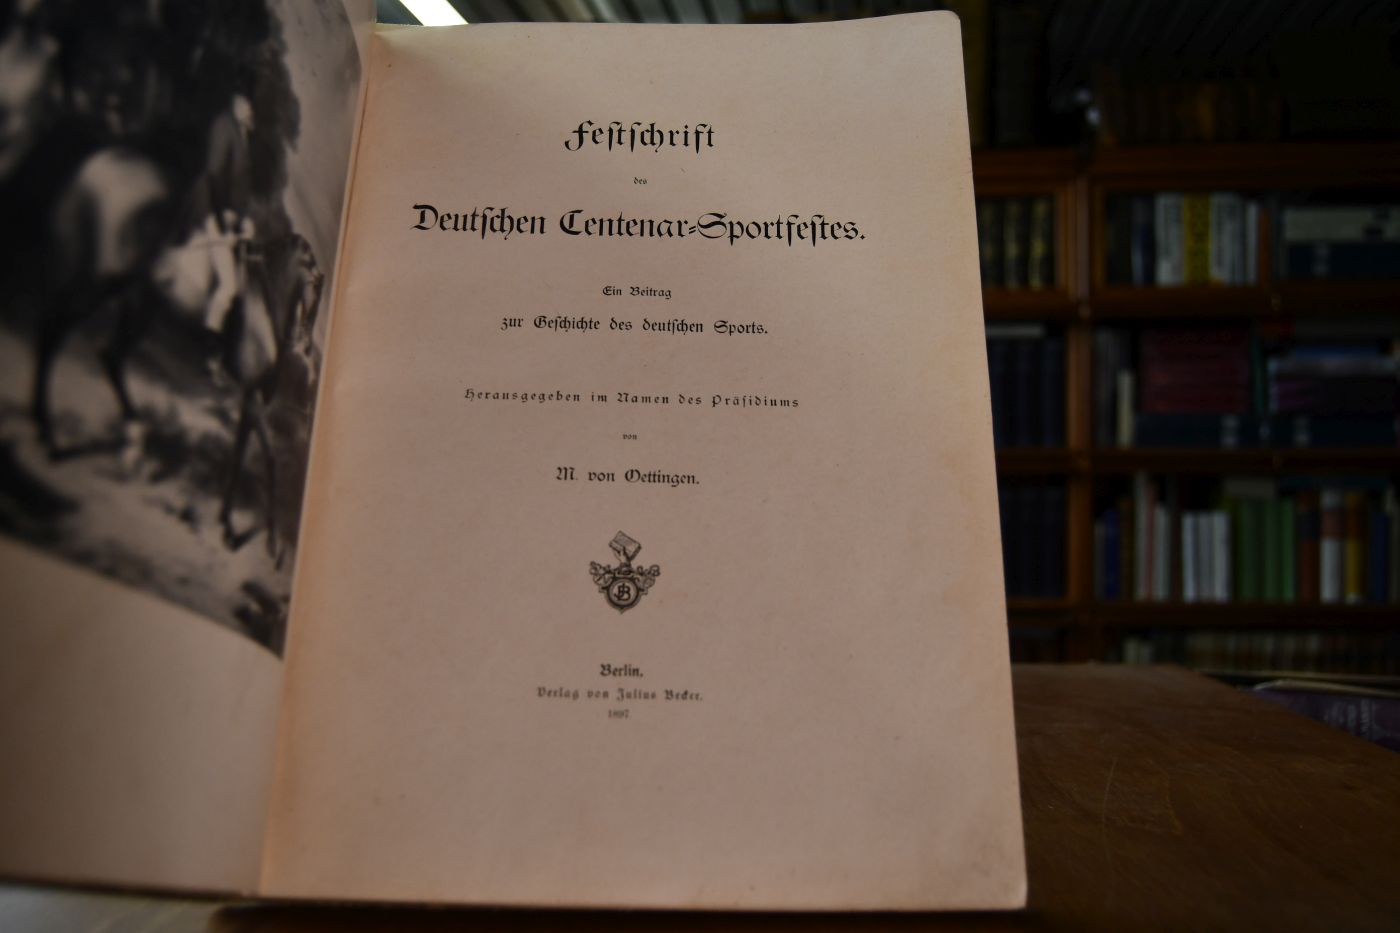 Feſtſchrift
des
Deutſchen Centenar-Sportfeſtes.
Ein Beitrag
zur Geſchichte des deutſchen Sports.
Herausgegeben im Namen des Präſidiums
von
M. von Oettingen.
JB
Berlin.
Verlag von Julius Becker.
1897